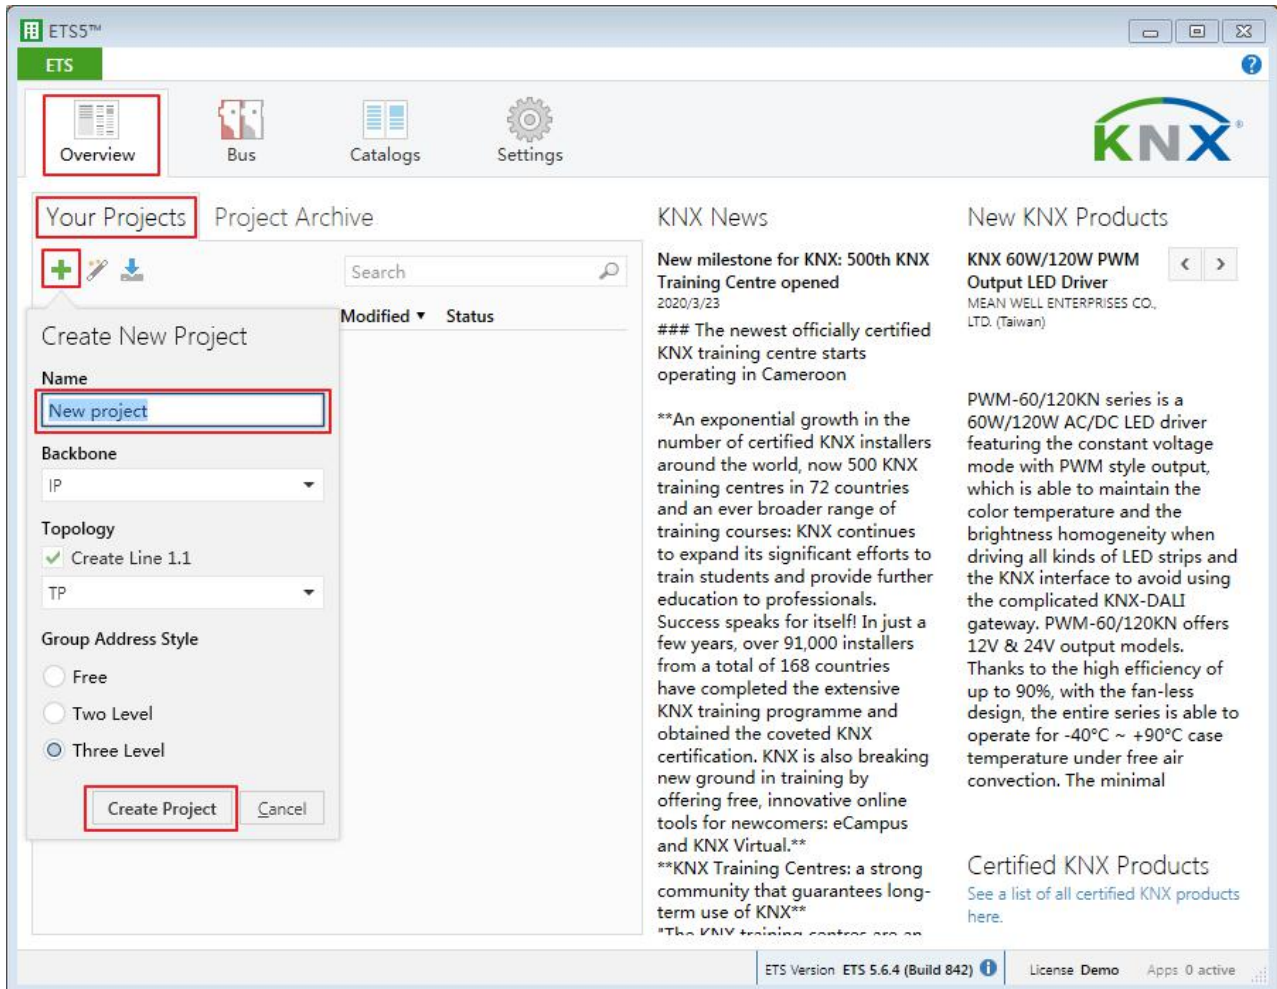 ETS5™
ETS
Overview
Bus
Catalogs
Settings
KNX®
Your Projects
Project Archive
Search
Modified
Status
Create New Project
Name
New project
Backbone
IP
Topology
Create Line 1.1
TP
Group Address Style
Free
Two Level
Three Level
Create Project
Cancel
KNX News
New milestone for KNX: 500th KNX
Training Centre opened
2020/3/23
### The newest officially certified
KNX training centre starts
operating in Cameroon
**An exponential growth in the
number of certified KNX installers
around the world, now 500 KNX
training centres in 72 countries
and an ever broader range of
training courses: KNX continues
to expand its significant efforts to
train students and provide further
education to professionals.
Success speaks for itself! In just a
few years, over 91,000 installers
from a total of 168 countries
have completed the extensive
KNX training programme and
obtained the coveted KNX
certification. KNX is also breaking
new ground in training by
offering free, innovative online
tools for newcomers: eCampus
and KNX Virtual.**
**KNX Training Centres: a strong
community that guarantees long-
term use of KNX**
"The KNX training centres are an
New KNX Products
KNX 60W/120W PWM
Output LED Driver
MEAN WELL ENTERPRISES CO.,
LTD. (Taiwan)
PWM-60/120KN series is a
60W/120W AC/DC LED driver
featuring the constant voltage
mode with PWM style output,
which is able to maintain the
color temperature and the
brightness homogeneity when
driving all kinds of LED strips and
the KNX interface to avoid using
the complicated KNX-DALI
gateway. PWM-60/120KN offers
12V & 24V output models.
Thanks to the high efficiency of
up to 90%, with the fan-less
design, the entire series is able to
operate for -40°C ~ +90°C case
temperature under free air
convection. The minimal
Certified KNX Products
See a list of all certified KNX products
here.
ETS Version ETS 5.6.4 (Build 842)
License Demo
Apps 0 active